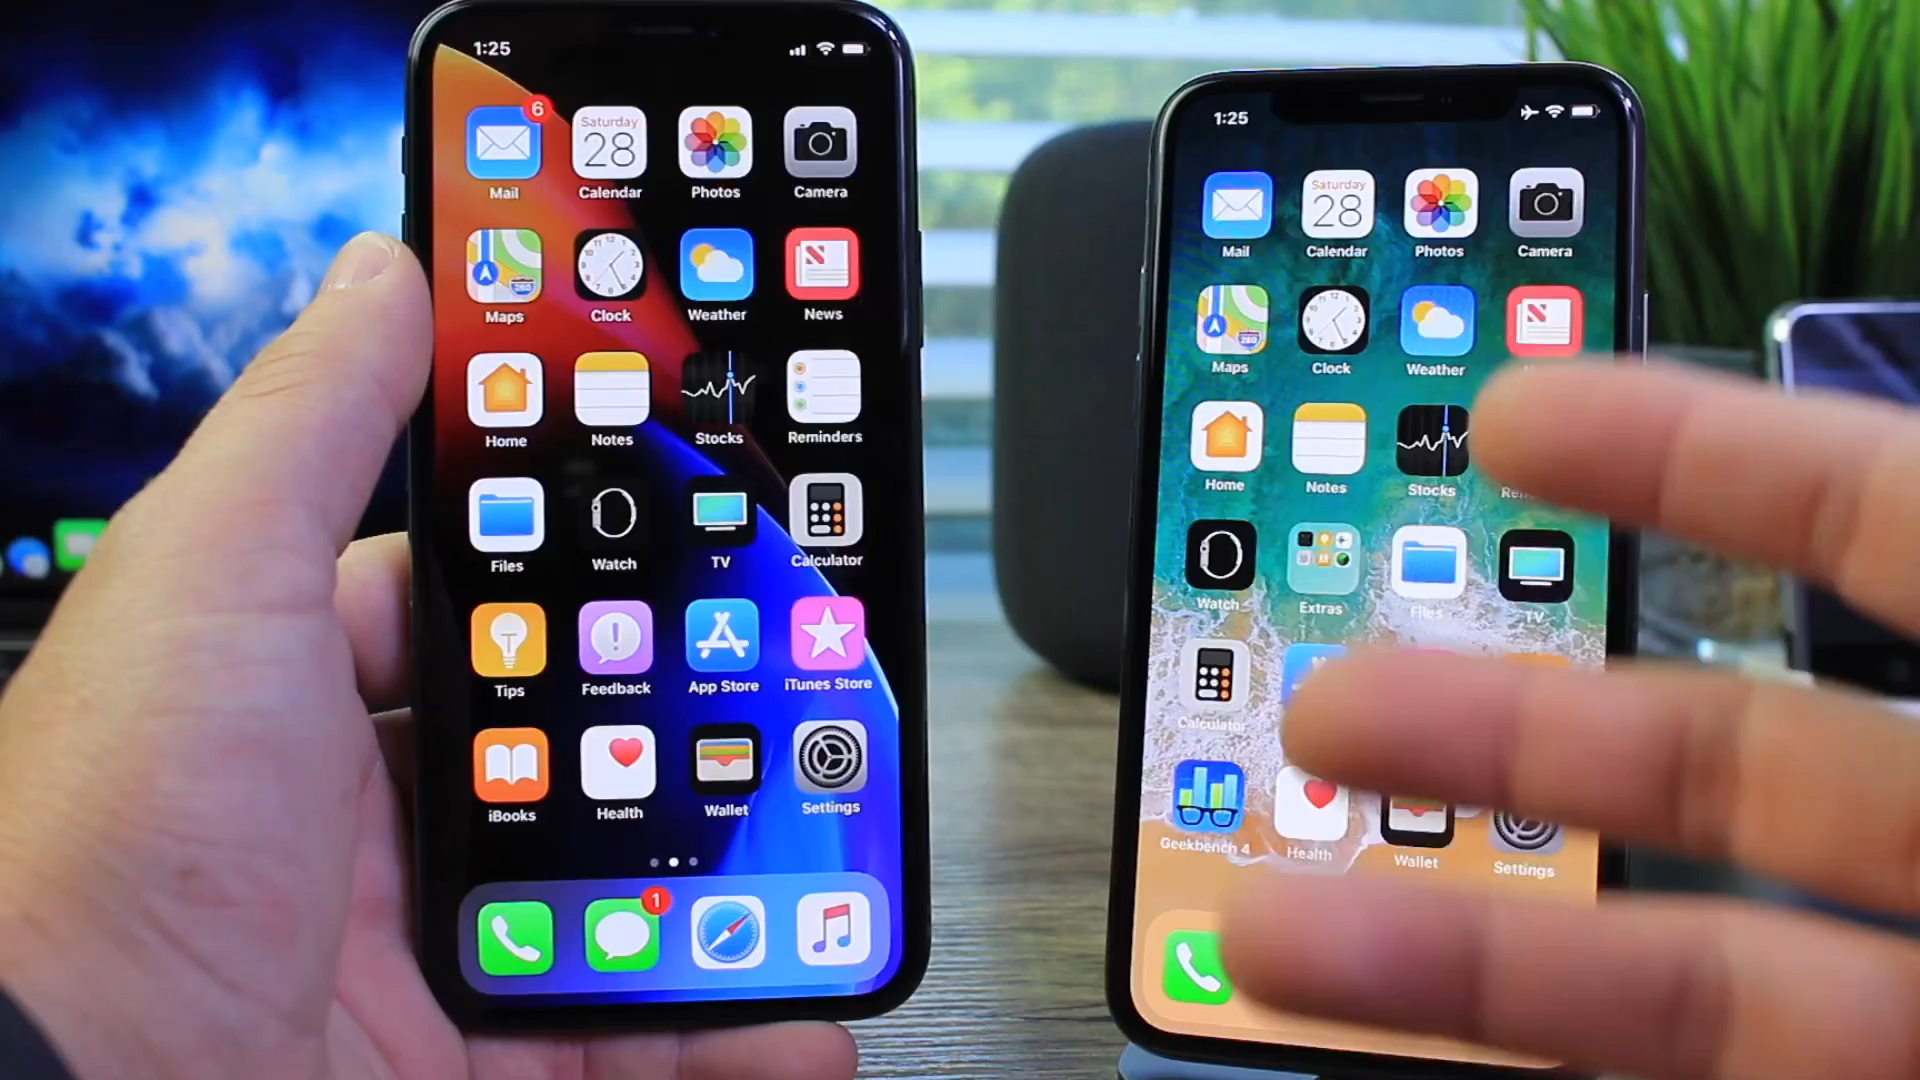 1:25
6
Saturday
28
Mail Calendar Photos Camera
280
Maps Clock Weather News
Home Notes Stocks Reminders
Files Watch TV Calculator
Tips Feedback App Store iTunes Store
iBooks Health Wallet Settings
1
1:25
Saturday
28
Mail Calendar Photos Camera
280
Maps Clock Weather
Home Notes Stocks
Watch Extras Files TV
Calculator
Geekbench 4 Health Wallet Settings